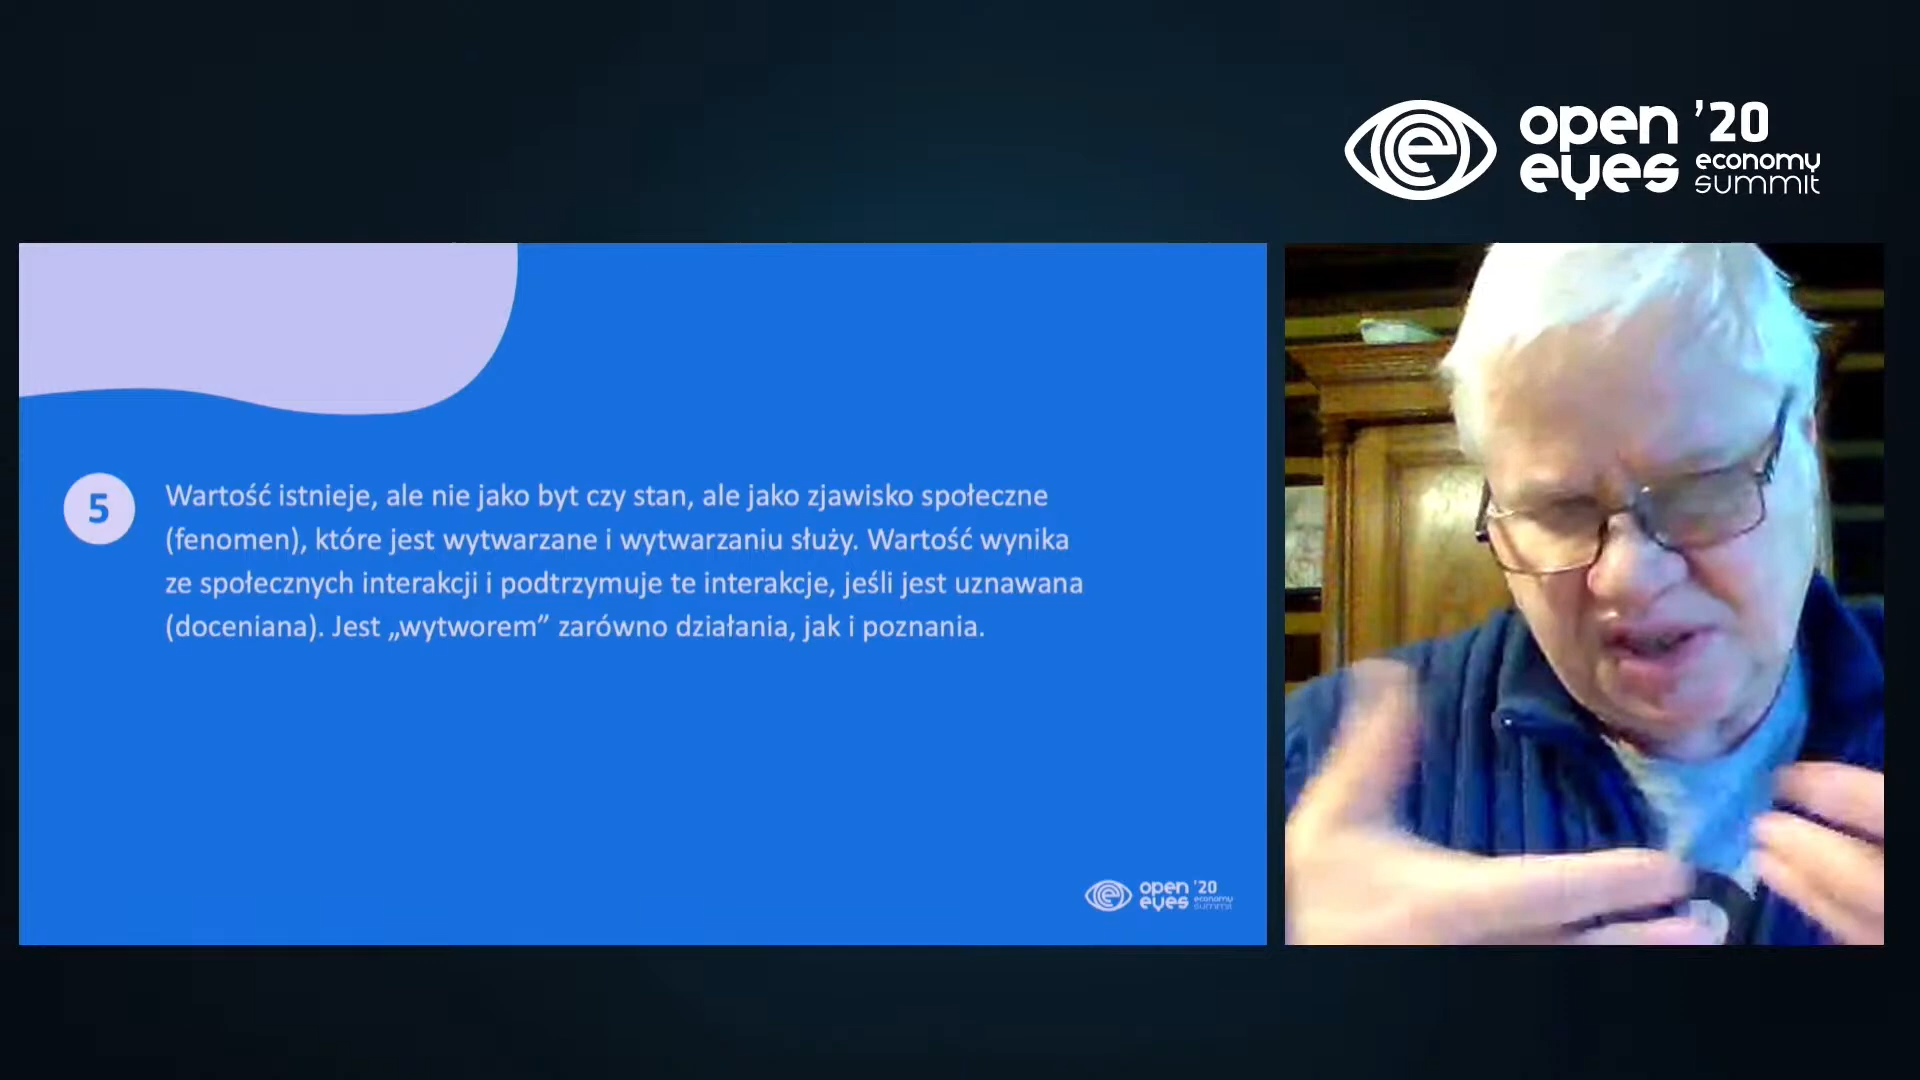 open '20
eyes economy
summit
5
Wartość istnieje, ale nie jako byt czy stan, ale jako zjawisko społeczne
(fenomen), które jest wytwarzane i wytwarzaniu służy. Wartość wynika
ze społecznych interakcji i podtrzymuje te interakcje, jeśli jest uznawana
(doceniana). Jest „wytworem” zarówno działania, jak i poznania.
open '20
eyes economy
summit